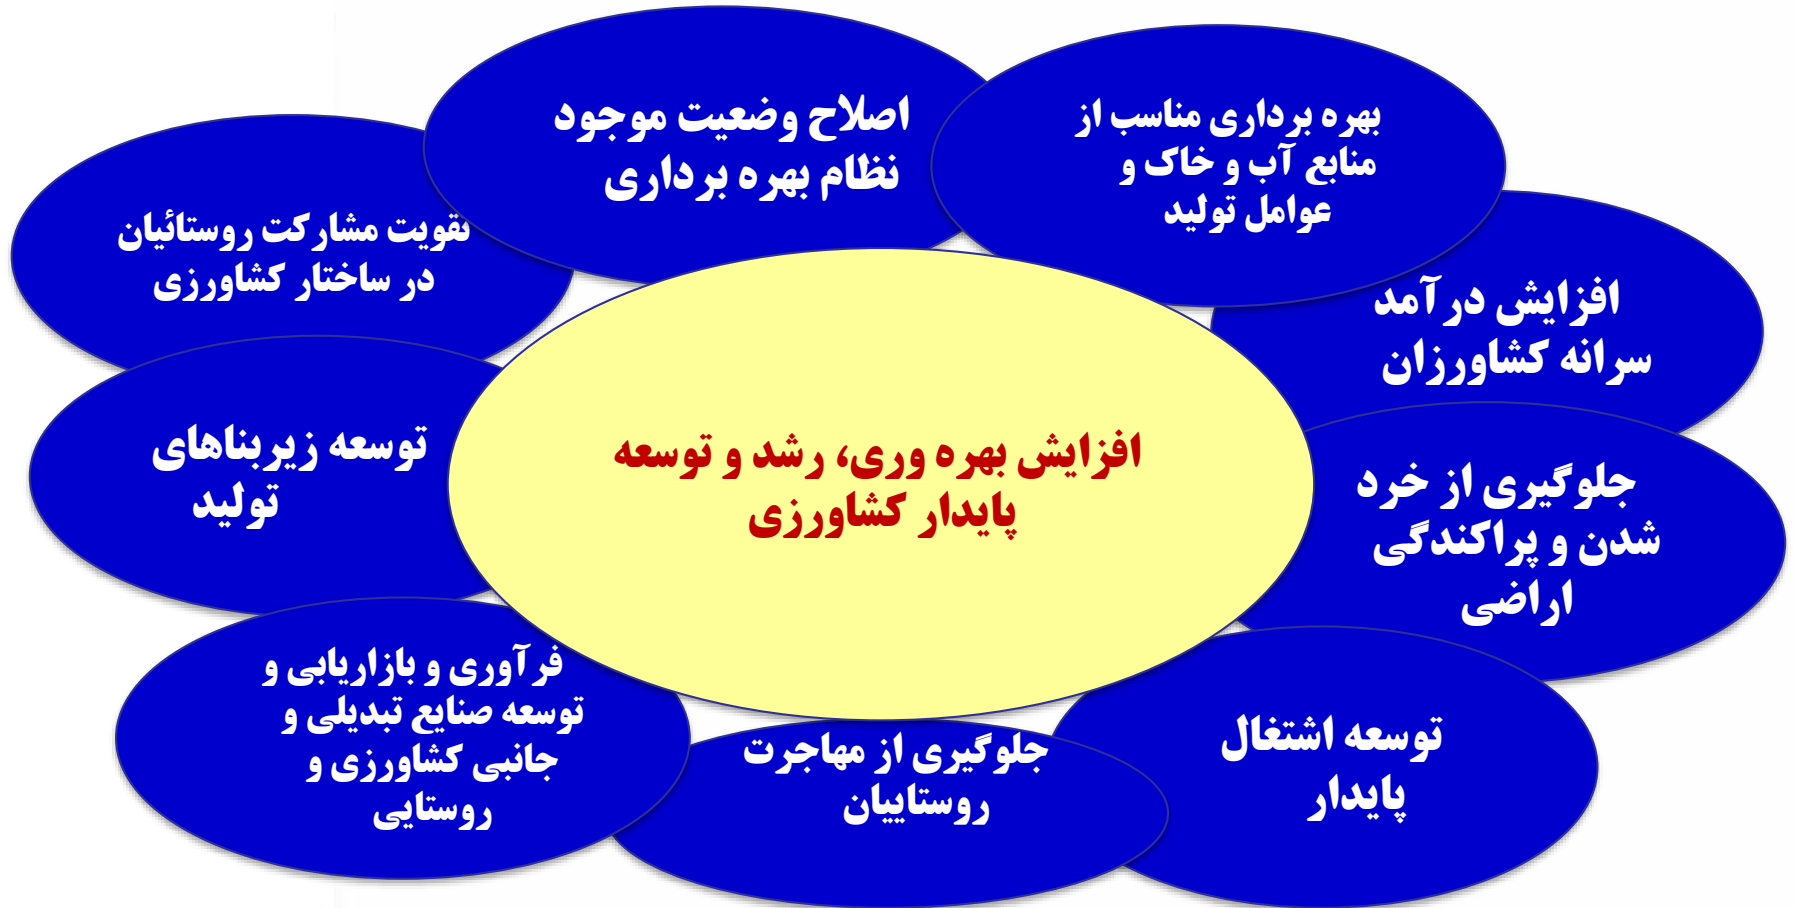 بهره برداری مناسب از
منابع آب و خاک و
عوامل تولید
اصلاح وضعیت موجود
نظام بهره برداری
تقویت مشارکت روستائیان
در ساختار کشاورزی
افزایش درآمد
سرانه کشاورزان
افزایش بهره وری، رشد و توسعه
پایدار کشاورزی
توسعه زیربناهای
تولید
جلوگیری از خرد
شدن و پراکندگی
اراضی
فرآوری و بازاریابی و
توسعه صنایع تبدیلی و
جانبی کشاورزی و
روستایی
جلوگیری از مهاجرت
روستاییان
توسعه اشتغال
پایدار